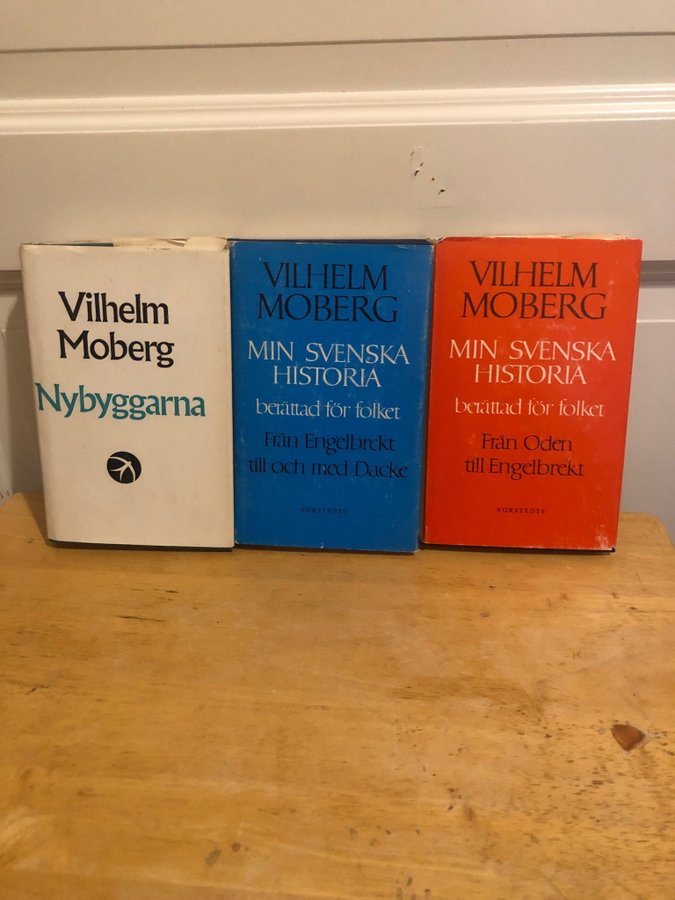 Vilhelm
Moberg
Nybyggarna
VILHELM
MOBERG
MIN SVENSKA
HISTORIA
berättad för folket
Från Engelbrekt
till och med Dacke
NORSTEDTS
VILHELM
MOBERG
MIN SVENSKA
HISTORIA
berättad för folket
Från Oden
till Engelbrekt
NORSTEDTS